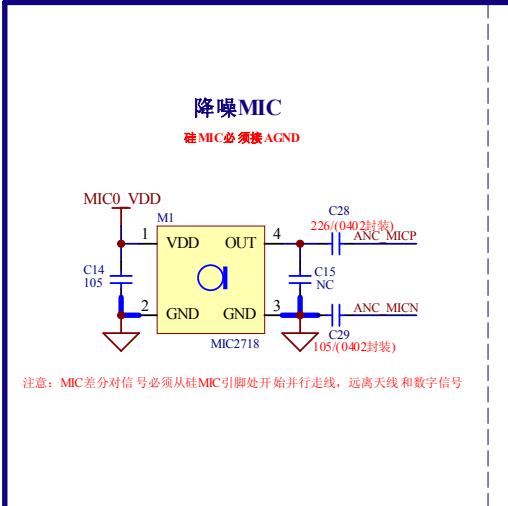 降噪MIC
硅MIC必须接AGND
MIC0_VDD
M1
C28
226/(0402封装)
1
VDD
OUT
4
ANC_MICP
C14
105
C15
NC
2
GND
GND
3
ANC_MICN
MIC2718
C29
105/(0402封装)
注意：MIC差分对信号必须从硅MIC引脚处开始并行走线，远离天线和数字信号